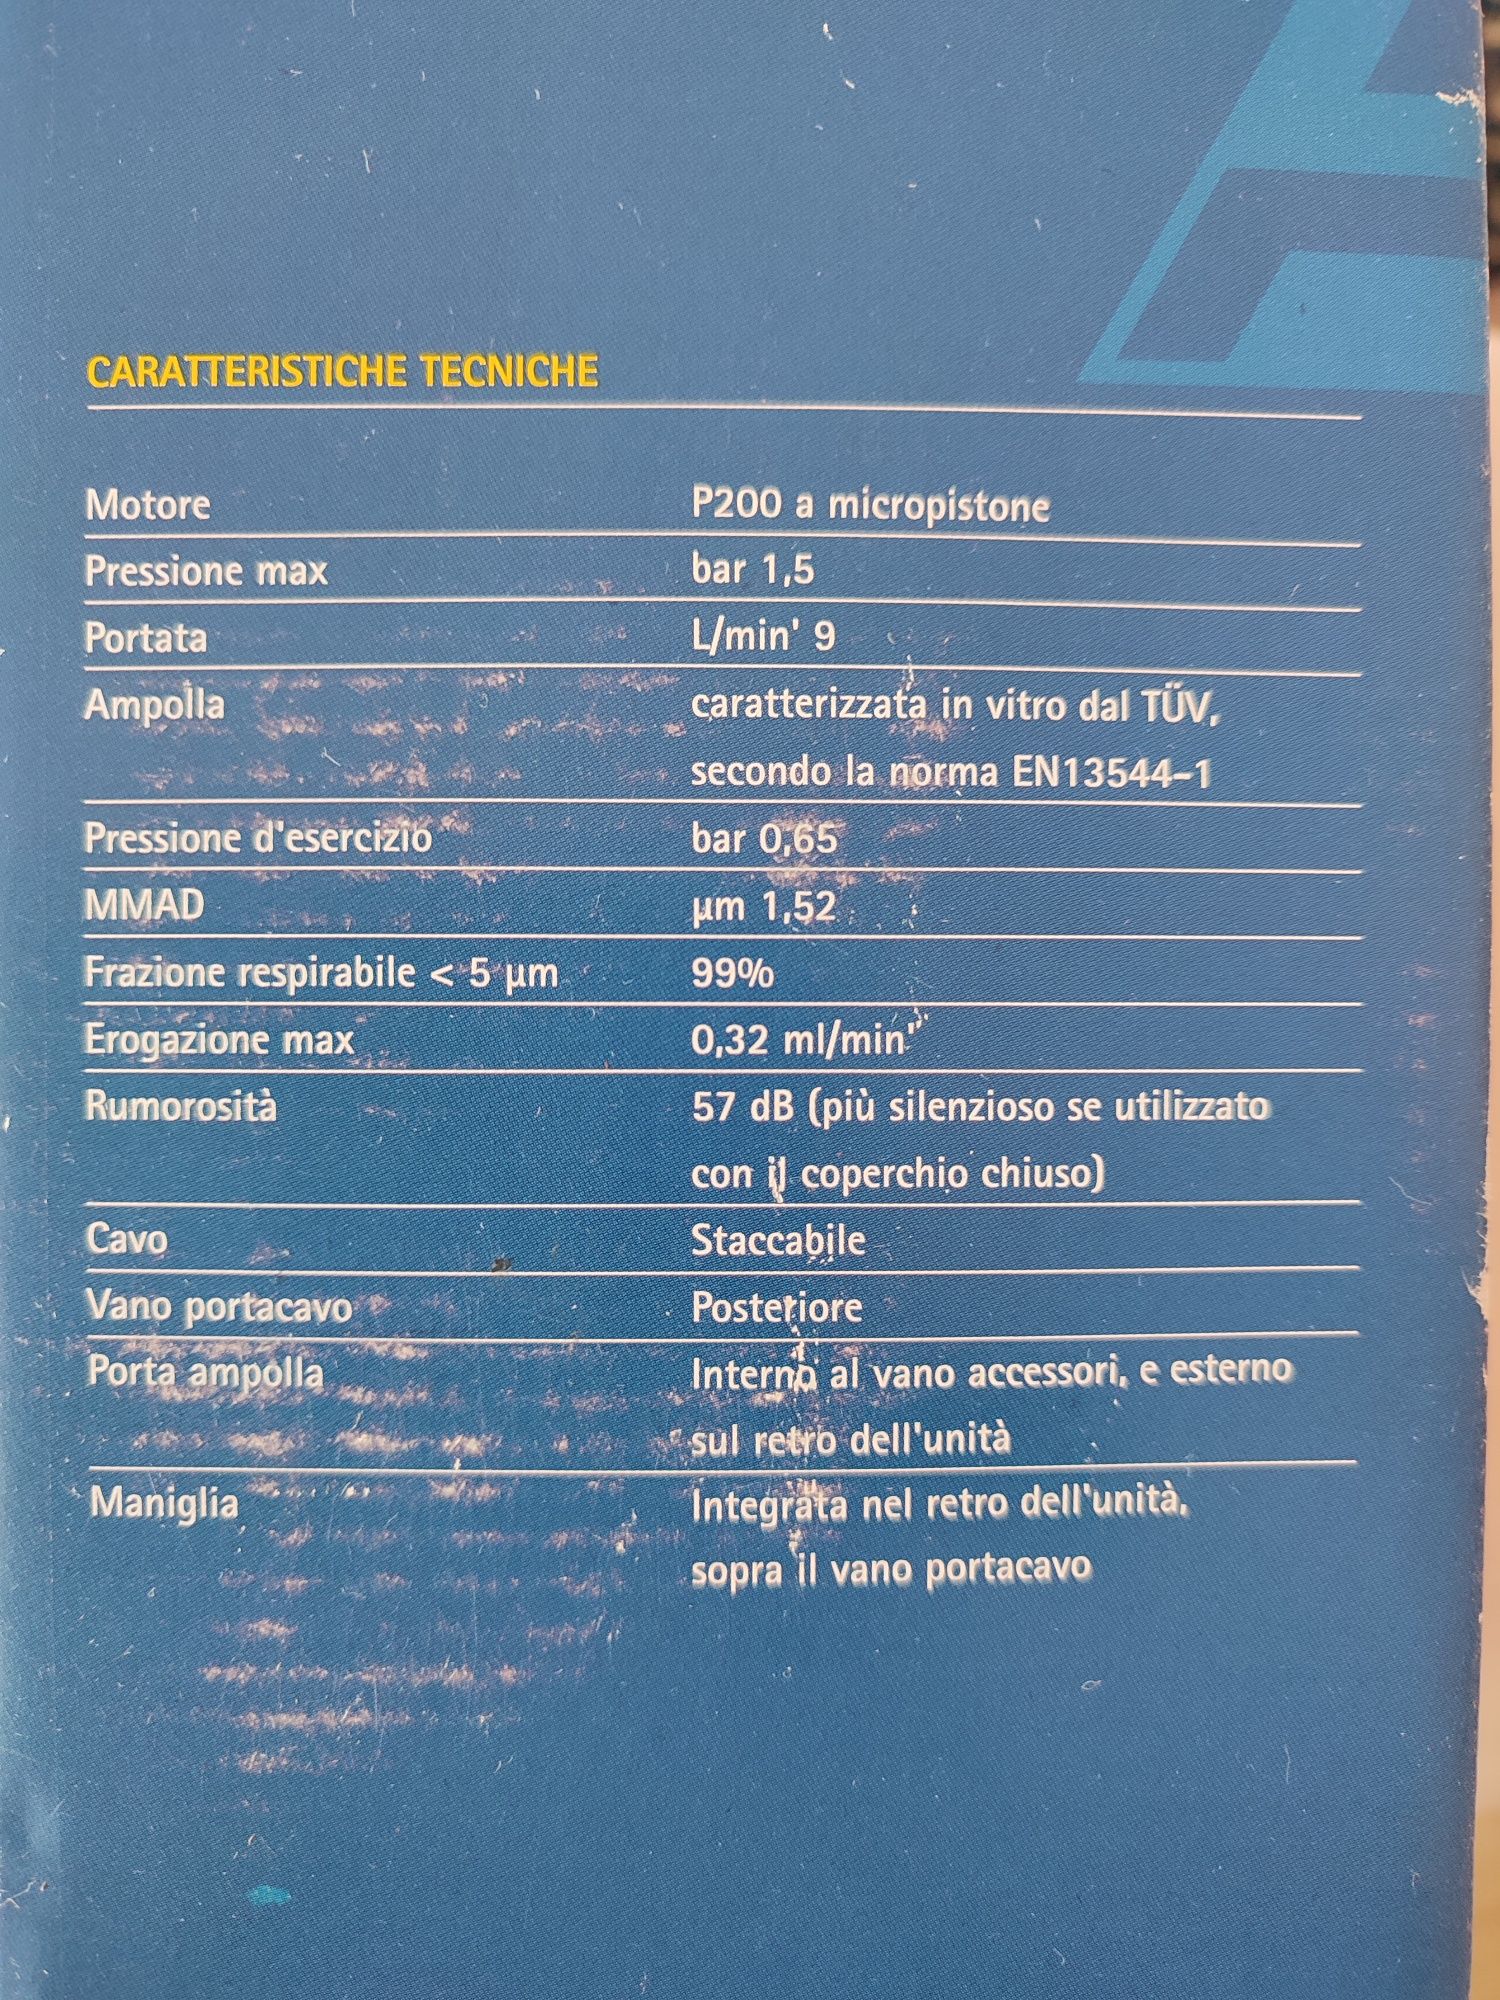 CARATTERISTICHE TECNICHE
Motore P200 a micropistone
Pressione max bar 1,5
Portata L/min' 9
Ampolla caratterizzata in vitro dal TÜV,
secondo la norma EN13544-1
Pressione d'esercizio bar 0,65
MMAD µm 1,52
Frazione respirabile < 5 µm 99%
Erogazione max 0,32 ml/min'
Rumorosità 57 dB (più silenzioso se utilizzato
con il coperchio chiuso)
Cavo Staccabile
Vano portacavo Posteriore
Porta ampolla Interno al vano accessori, e esterno
sul retro dell'unità
Maniglia Integrata nel retro dell'unità,
sopra il vano portacavo